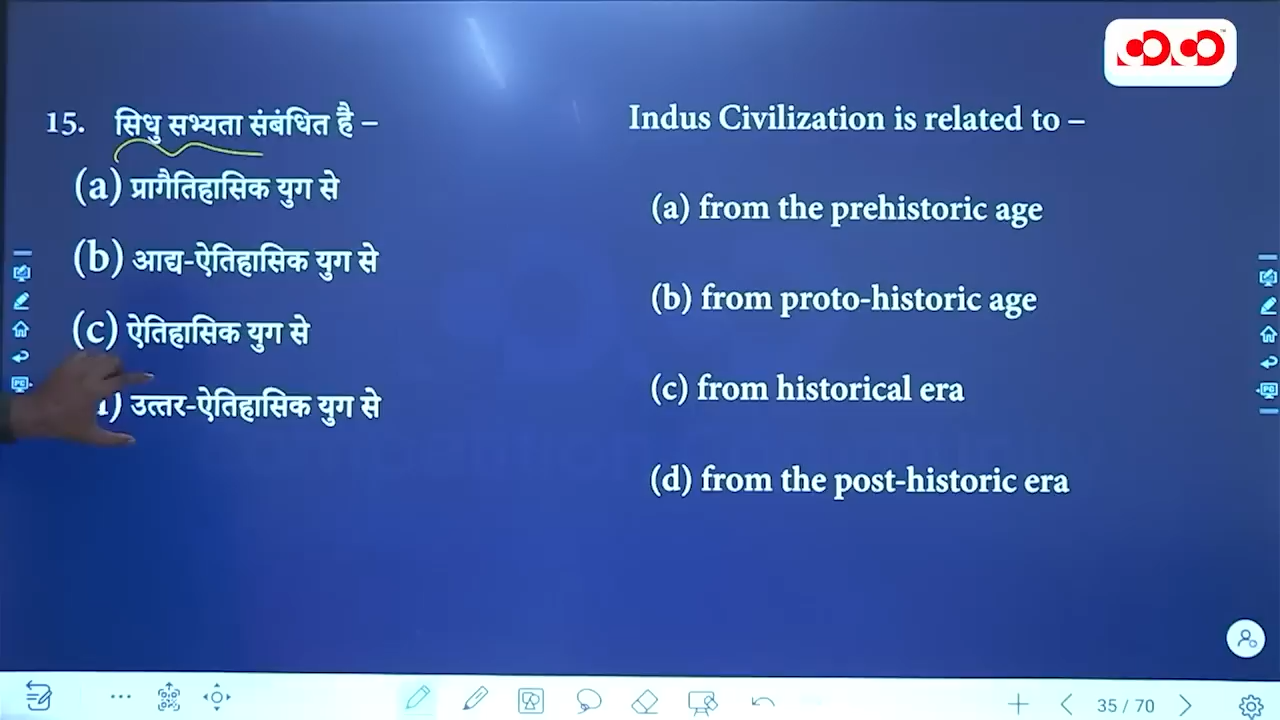 15. सिंधु सभ्यता संबंधित है –
(a) प्रागैतिहासिक युग से
(b) आद्य-ऐतिहासिक युग से
(c) ऐतिहासिक युग से
उत्तर-ऐतिहासिक युग से
Indus Civilization is related to –
(a) from the prehistoric age
(b) from proto-historic age
(c) from historical era
(d) from the post-historic era
35 / 70